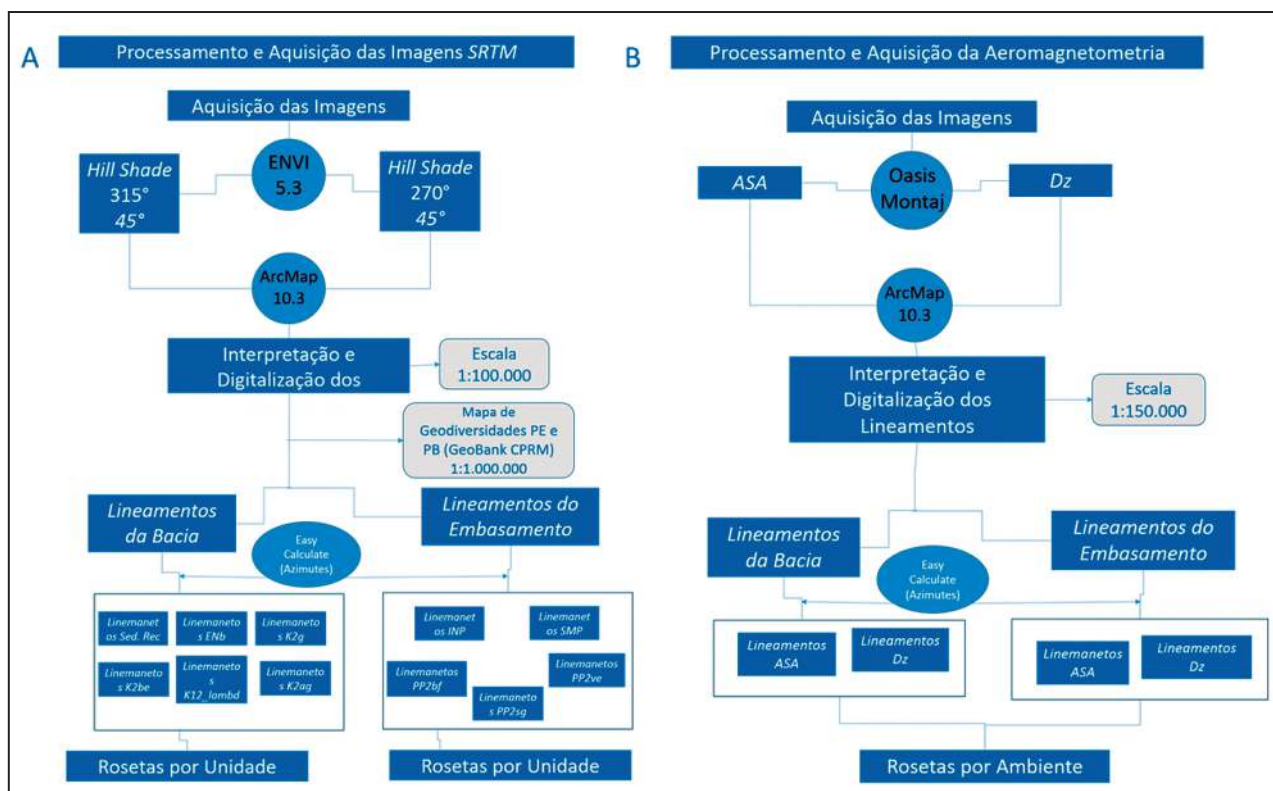 A
Processamento e Aquisição das Imagens SRTM
Aquisição das Imagens
Hill Shade
315°
45°
ENVI
5.3
Hill Shade
270°
45°
ArcMap
10.3
Interpretação e
Digitalização dos
Escala
1:100.000
Mapa de
Geodiversidades PE e
PB (GeoBank CPRM)
1:1.000.000
Lineamentos
da Bacia
Lineamentos do
Embasamento
Easy
Calculate
(Azimutes)
Linemanet
os Sed. Rec
Linemaneto
s ENb
Linemaneto
s K2g
Linemaneto
s K2be
Linemaneto
s
K12_lambd
Linemaneto
s K2ag
Linemanet
os INP
Linemanet
os SMP
Linemanetos
PP2bf
Linemaneto
s PP2sg
Linemanetos
PP2ve
Rosetas por Unidade
Rosetas por Unidade
B
Processamento e Aquisição da Aeromagnetometria
Aquisição das Imagens
ASA
Oasis
Montaj
Dz
ArcMap
10.3
Interpretação e
Digitalização dos
Lineamentos
Escala
1:150.000
Lineamentos
da Bacia
Lineamentos do
Embasamento
Easy
Calculate
(Azimutes)
Lineamentos
ASA
Lineamentos
Dz
Linemanetos
ASA
Lineamentos
Dz
Rosetas por Ambiente